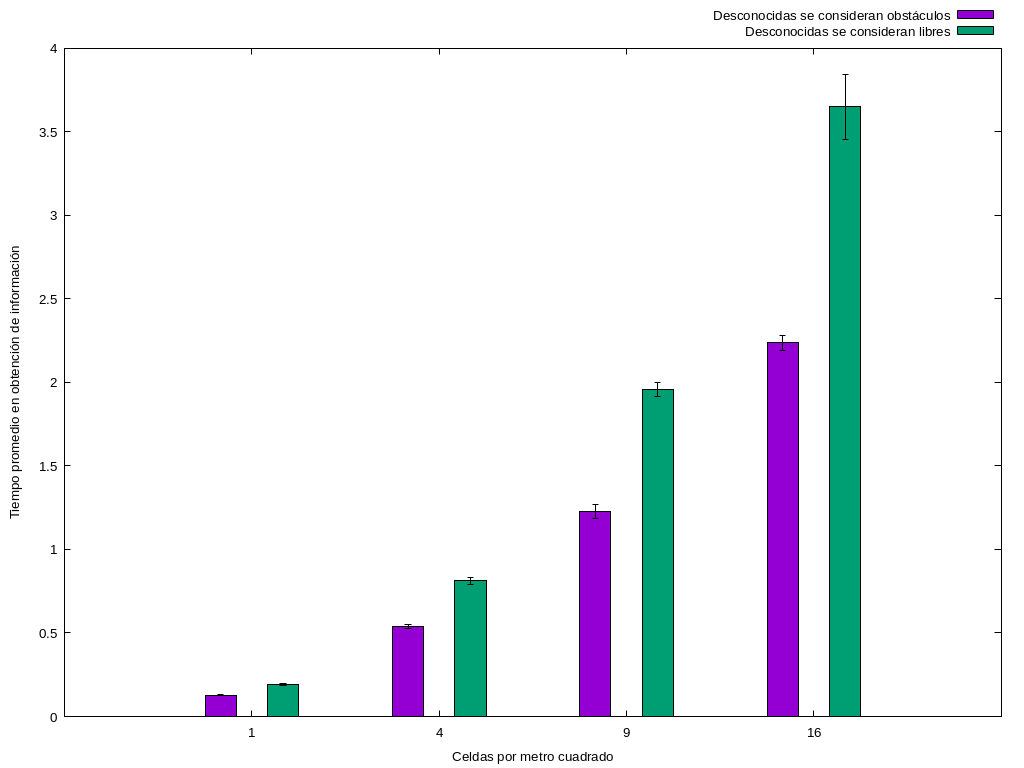 Desconocidas se consideran obstáculos
Desconocidas se consideran libres
4
3.5
3
2.5
2
1.5
1
0.5
0
Tiempo promedio en obtención de información
1 4 9 16
Celdas por metro cuadrado